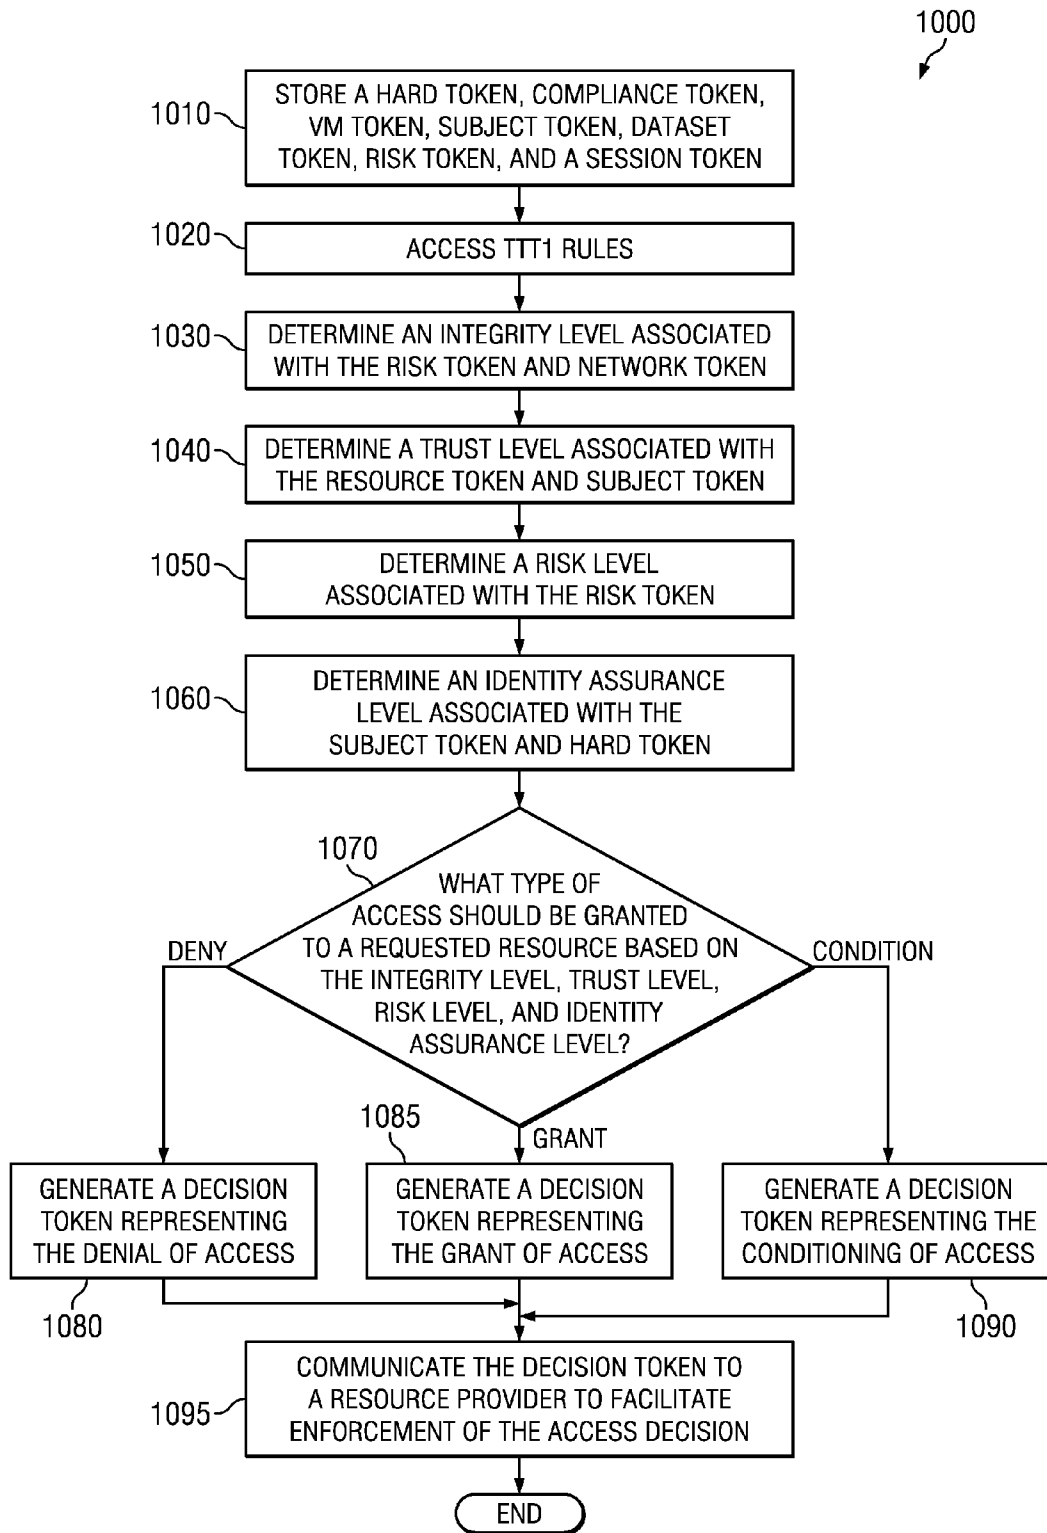 1000
1010
STORE A HARD TOKEN, COMPLIANCE TOKEN,
VM TOKEN, SUBJECT TOKEN, DATASET
TOKEN, RISK TOKEN, AND A SESSION TOKEN
1020
ACCESS TTT1 RULES
1030
DETERMINE AN INTEGRITY LEVEL ASSOCIATED
WITH THE RISK TOKEN AND NETWORK TOKEN
1040
DETERMINE A TRUST LEVEL ASSOCIATED WITH
THE RESOURCE TOKEN AND SUBJECT TOKEN
1050
DETERMINE A RISK LEVEL
ASSOCIATED WITH THE RISK TOKEN
1060
DETERMINE AN IDENTITY ASSURANCE
LEVEL ASSOCIATED WITH THE
SUBJECT TOKEN AND HARD TOKEN
1070
WHAT TYPE OF
ACCESS SHOULD BE GRANTED
TO A REQUESTED RESOURCE BASED ON
THE INTEGRITY LEVEL, TRUST LEVEL,
RISK LEVEL, AND IDENTITY
ASSURANCE LEVEL?
DENY
CONDITION
GRANT
GENERATE A DECISION
TOKEN REPRESENTING
THE DENIAL OF ACCESS
1080
1085
GENERATE A DECISION
TOKEN REPRESENTING
THE GRANT OF ACCESS
GENERATE A DECISION
TOKEN REPRESENTING THE
CONDITIONING OF ACCESS
1090
1095
COMMUNICATE THE DECISION TOKEN TO
A RESOURCE PROVIDER TO FACILITATE
ENFORCEMENT OF THE ACCESS DECISION
END